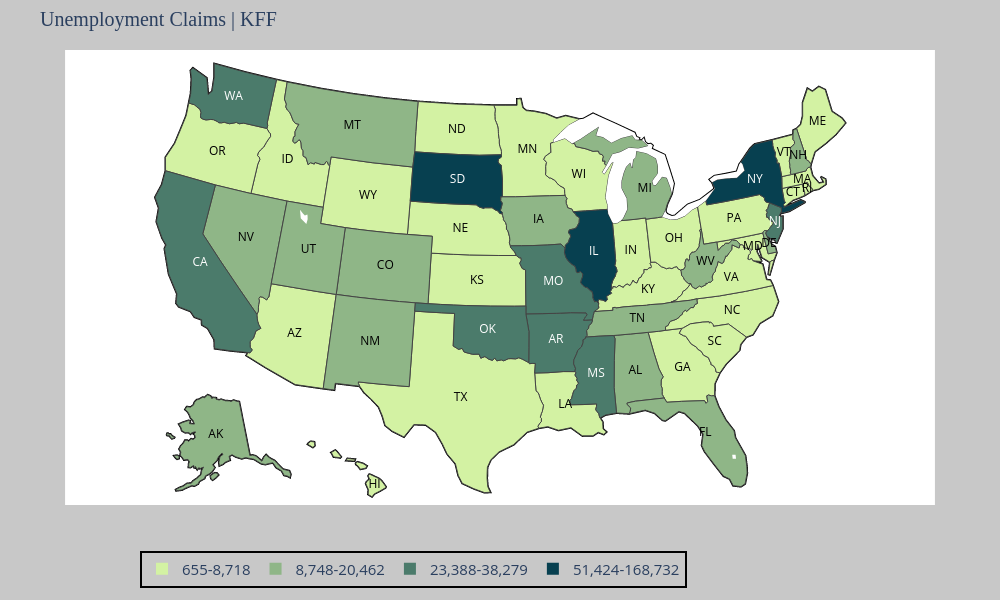 Unemployment Claims | KFF
WA
MT
ND
ME
OR
ID
MN
VT
NH
WI
NY
MA
WY
SD
MI
CT
RI
NE
IA
PA
NJ
NV
UT
CO
IL
IN
OH
MD
DE
CA
KS
MO
WV
VA
KY
AZ
NM
OK
AR
TN
NC
SC
TX
MS
AL
GA
LA
AK
FL
HI
655-8,718 8,748-20,462 23,388-38,279 51,424-168,732